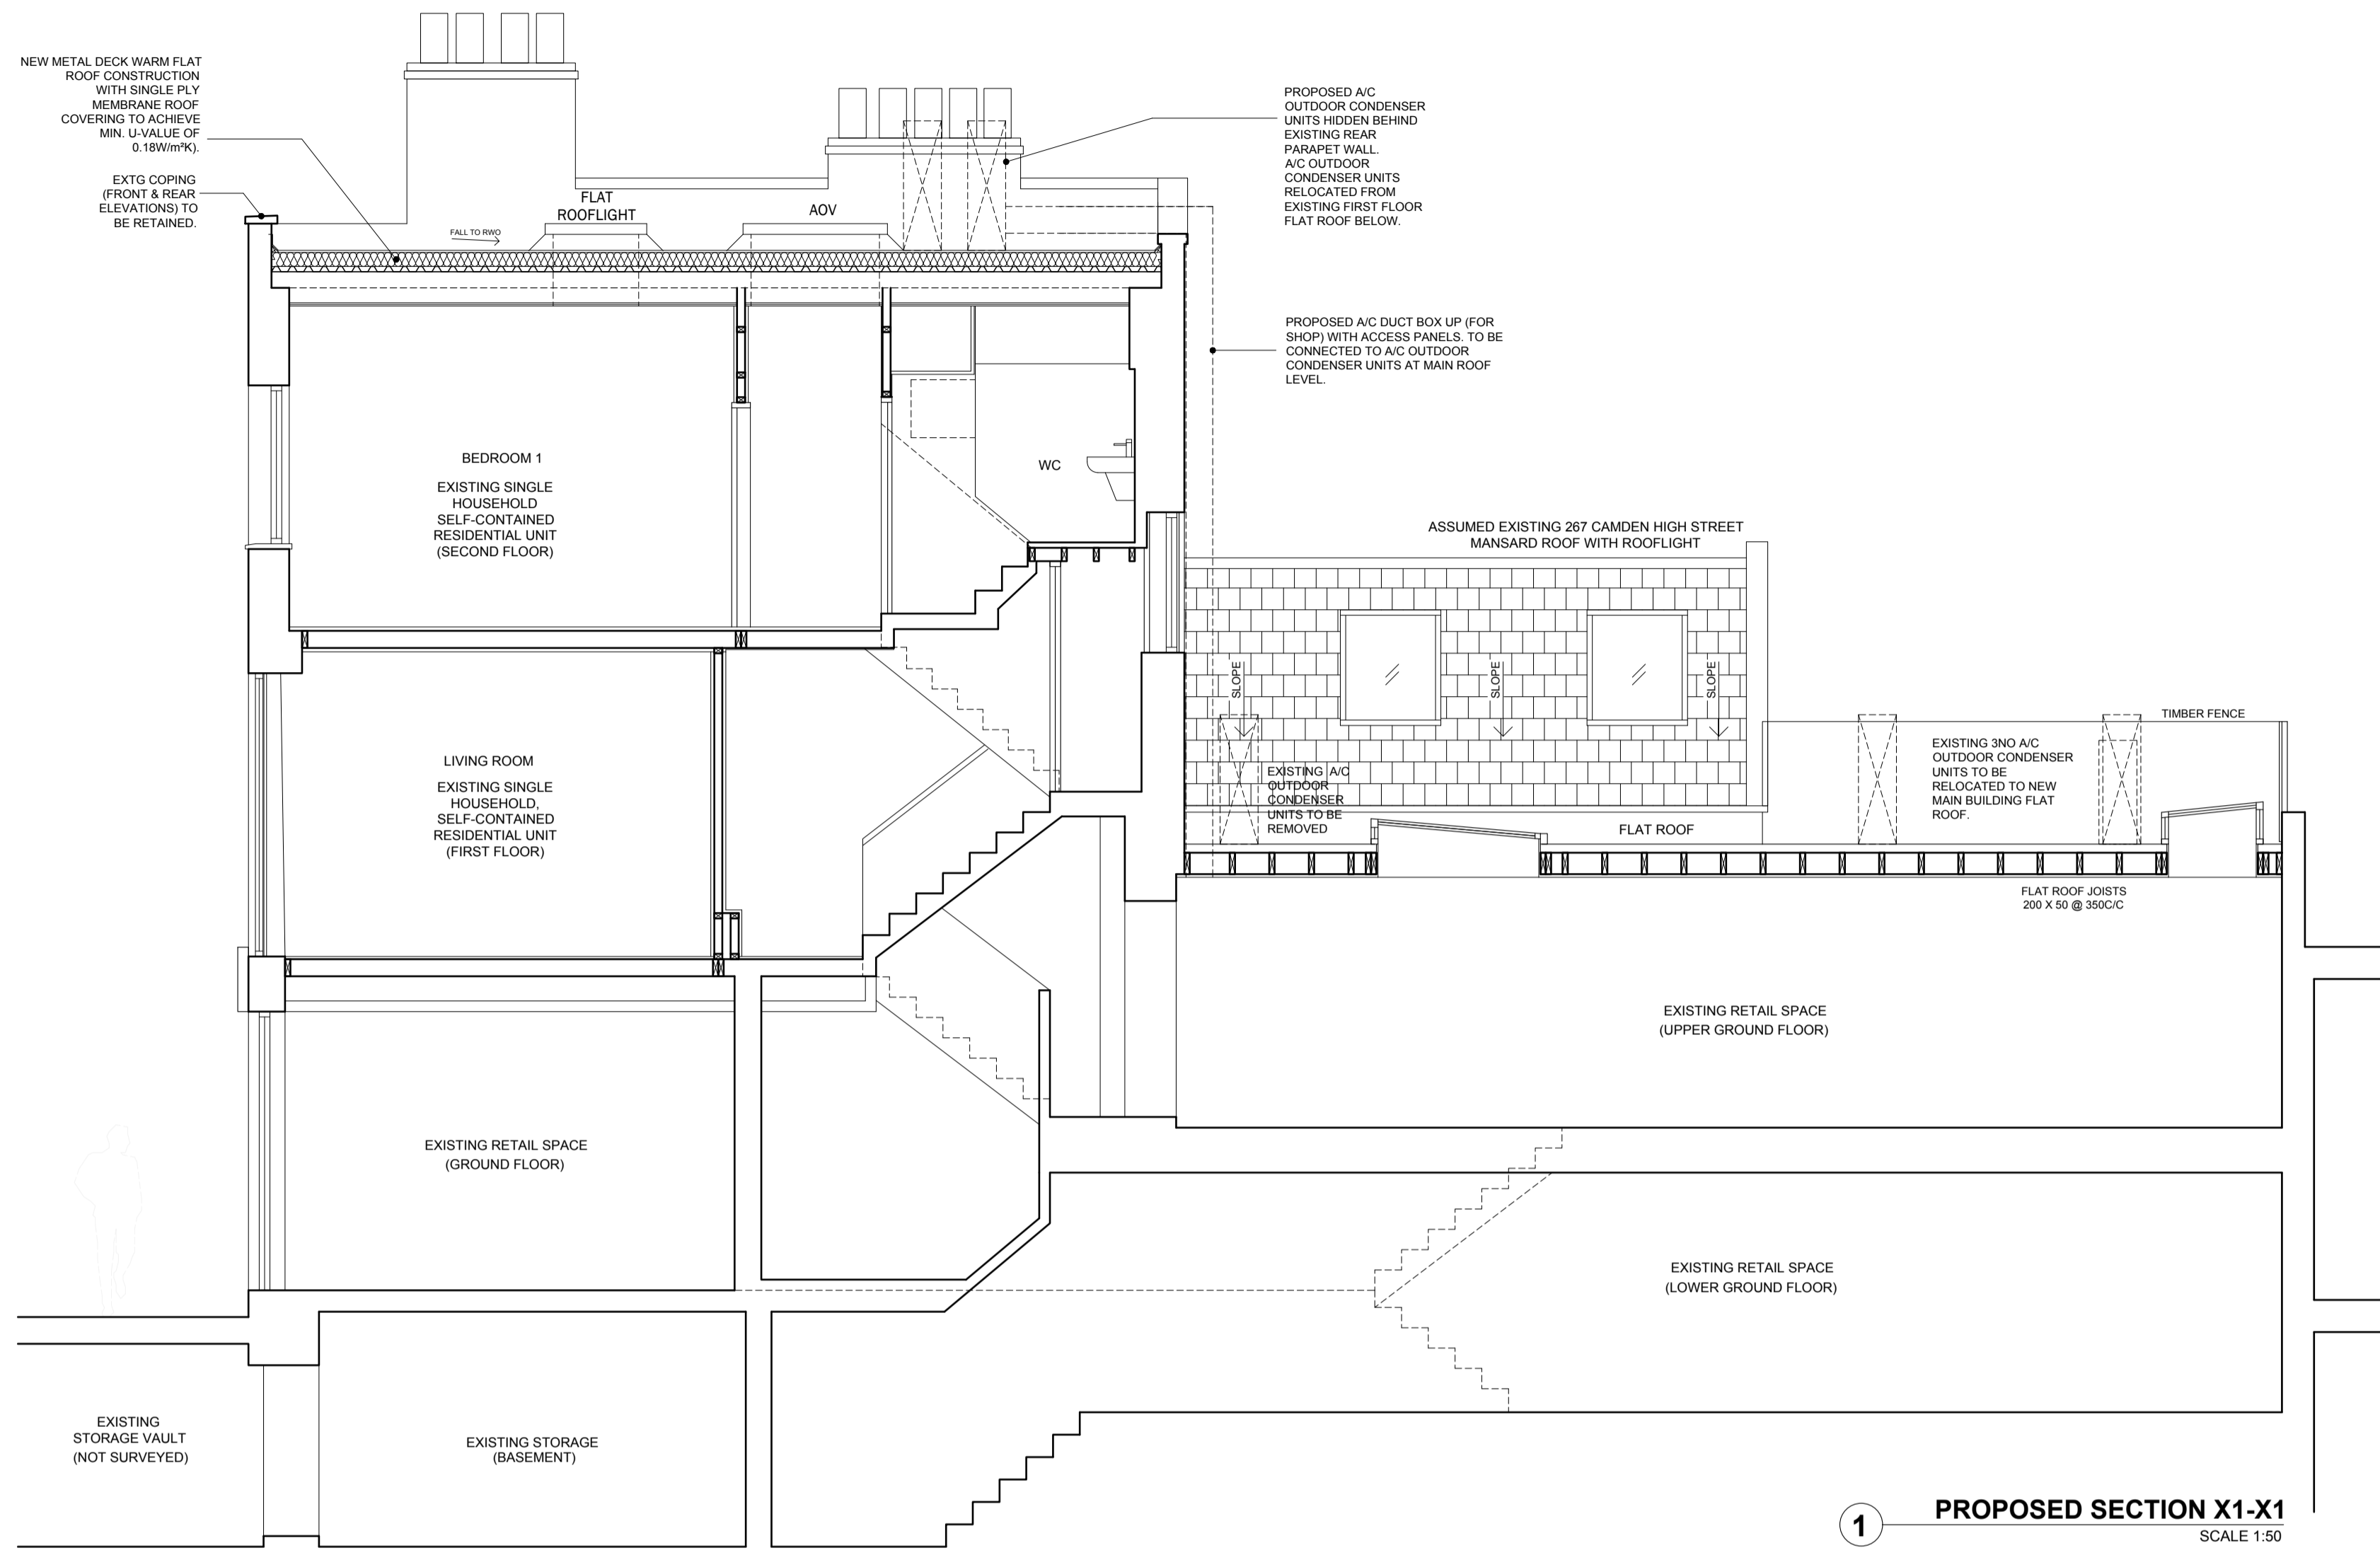 NEW METAL DECK WARM FLAT
ROOF CONSTRUCTION
WITH SINGLE PLY
MEMBRANE ROOF
COVERING TO ACHIEVE
MIN. U-VALUE OF
0.18W/m²K).
EXTG COPING
(FRONT & REAR
ELEVATIONS) TO
BE RETAINED.
FALL TO RWO
FLAT
ROOFLIGHT
AOV
PROPOSED A/C
OUTDOOR CONDENSER
UNITS HIDDEN BEHIND
EXISTING REAR
PARAPET WALL.
A/C OUTDOOR
CONDENSER UNITS
RELOCATED FROM
EXISTING FIRST FLOOR
FLAT ROOF BELOW.
PROPOSED A/C DUCT BOX UP (FOR
SHOP) WITH ACCESS PANELS. TO BE
CONNECTED TO A/C OUTDOOR
CONDENSER UNITS AT MAIN ROOF
LEVEL.
BEDROOM 1
EXISTING SINGLE
HOUSEHOLD
SELF-CONTAINED
RESIDENTIAL UNIT
(SECOND FLOOR)
WC
ASSUMED EXISTING 267 CAMDEN HIGH STREET
MANSARD ROOF WITH ROOFLIGHT
SLOPE
SLOPE
SLOPE
TIMBER FENCE
LIVING ROOM
EXISTING SINGLE
HOUSEHOLD,
SELF-CONTAINED
RESIDENTIAL UNIT
(FIRST FLOOR)
EXISTING A/C
OUTDOOR
CONDENSER
UNITS TO BE
REMOVED
FLAT ROOF
EXISTING 3NO A/C
OUTDOOR CONDENSER
UNITS TO BE
RELOCATED TO NEW
MAIN BUILDING FLAT
ROOF.
FLAT ROOF JOISTS
200 X 50 @ 350C/C
EXISTING RETAIL SPACE
(UPPER GROUND FLOOR)
EXISTING RETAIL SPACE
(GROUND FLOOR)
EXISTING RETAIL SPACE
(LOWER GROUND FLOOR)
EXISTING
STORAGE VAULT
(NOT SURVEYED)
EXISTING STORAGE
(BASEMENT)
1
PROPOSED SECTION X1-X1
SCALE 1:50